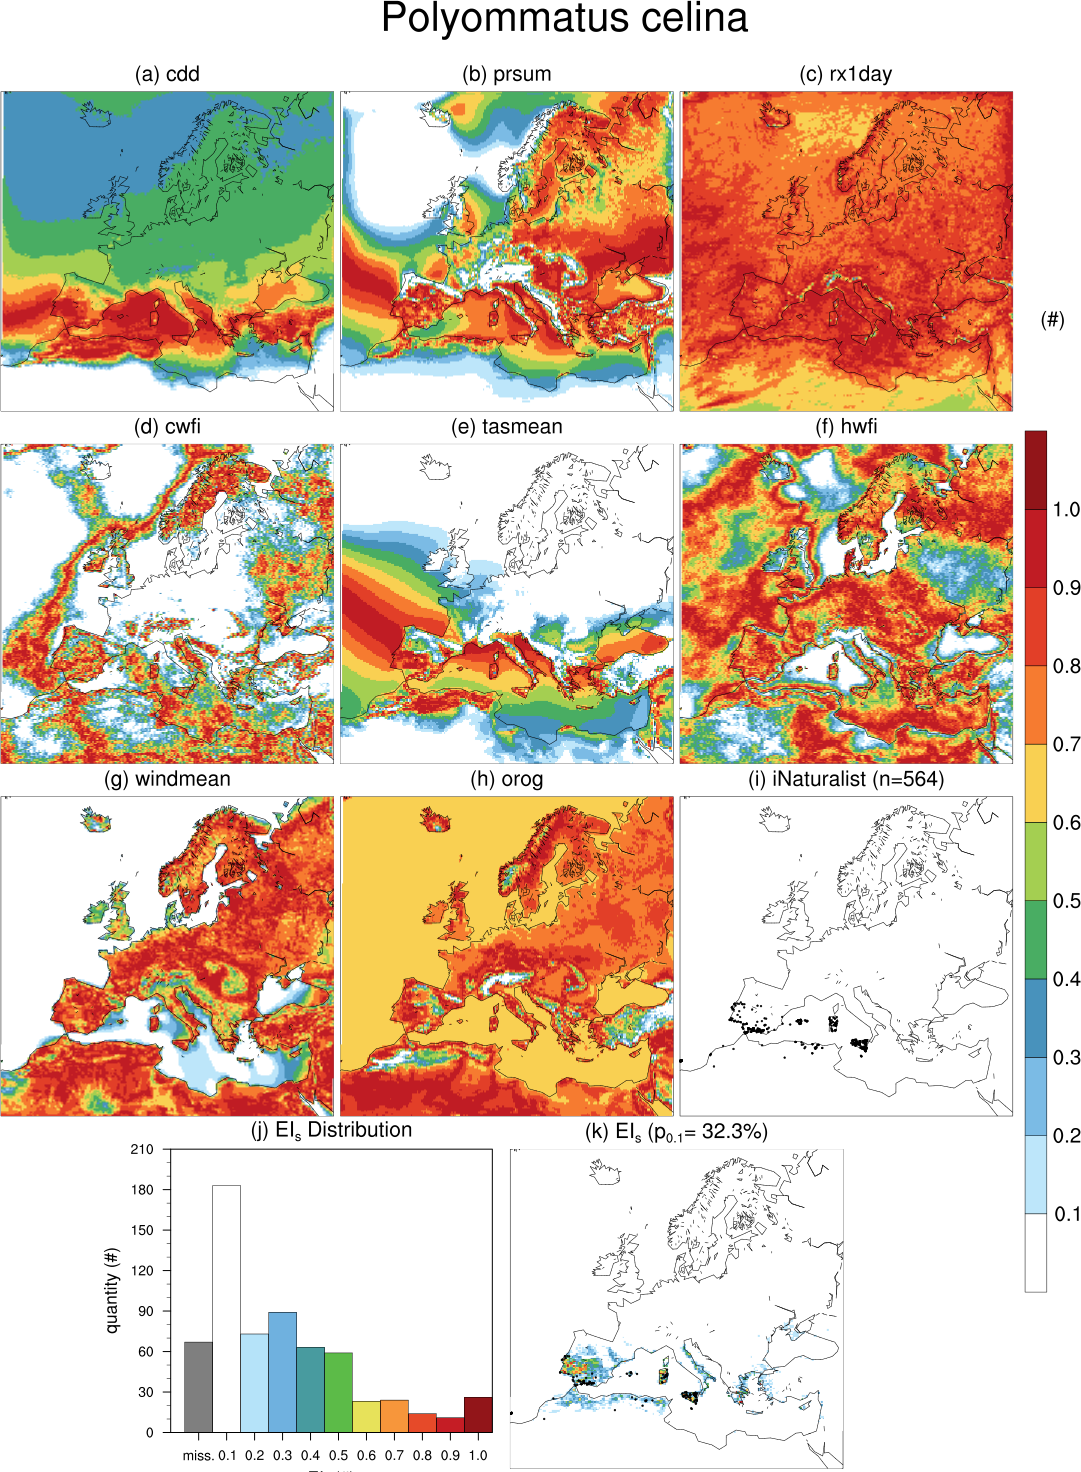 Polyommatus celina
(a) cdd
(b) prsum
(c) rx1day
(#)
(d) cwfi
(e) tasmean
(f) hwfi
1.0
0.9
0.8
0.7
0.6
0.5
0.4
0.3
0.2
0.1
(g) windmean
(h) orog
(i) iNaturalist (n=564)
(j) EIs Distribution
(k) EIs (p0.1= 32.3%)
210
180
150
120
90
60
30
0
quantity (#)
miss. 0.1 0.2 0.3 0.4 0.5 0.6 0.7 0.8 0.9 1.0